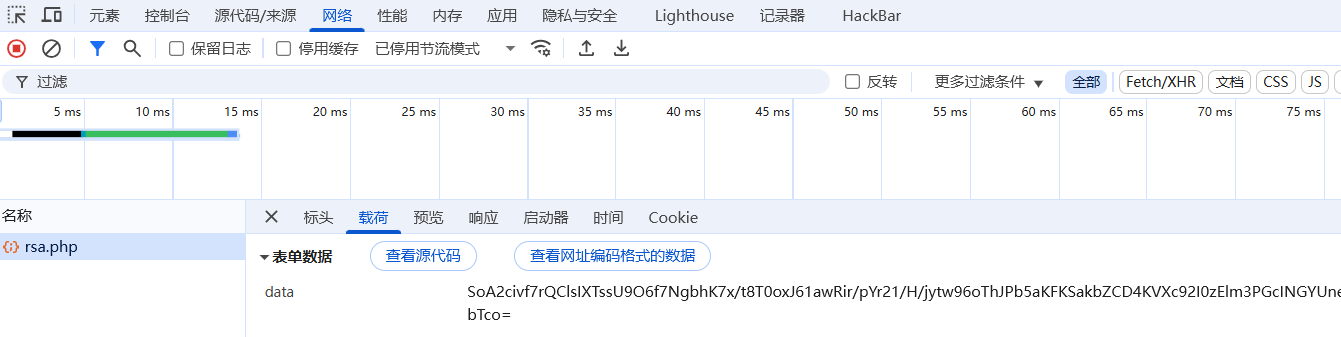 元素 控制台 源代码/来源 网络 性能 内存 应用 隐私与安全 Lighthouse 记录器 HackBar
保留日志 停用缓存 已停用节流模式
过滤 反转 更多过滤条件 全部 Fetch/XHR 文档 CSS JS
5 ms 10 ms 15 ms 20 ms 25 ms 30 ms 35 ms 40 ms 45 ms 50 ms 55 ms 60 ms 65 ms 70 ms 75 ms
名称 标头 载荷 预览 响应 启动器 时间 Cookie
rsa.php 表单数据 查看源代码 查看网址编码格式的数据
data SoA2civf7rQClsIXTssU9O6f7NgbhK7x/t8T0oxJ61awRir/pYr21/H/jytw96oThJPb5aKFKSakbZCD4KVXc92I0zElm3PGcINGYUne
bTco=